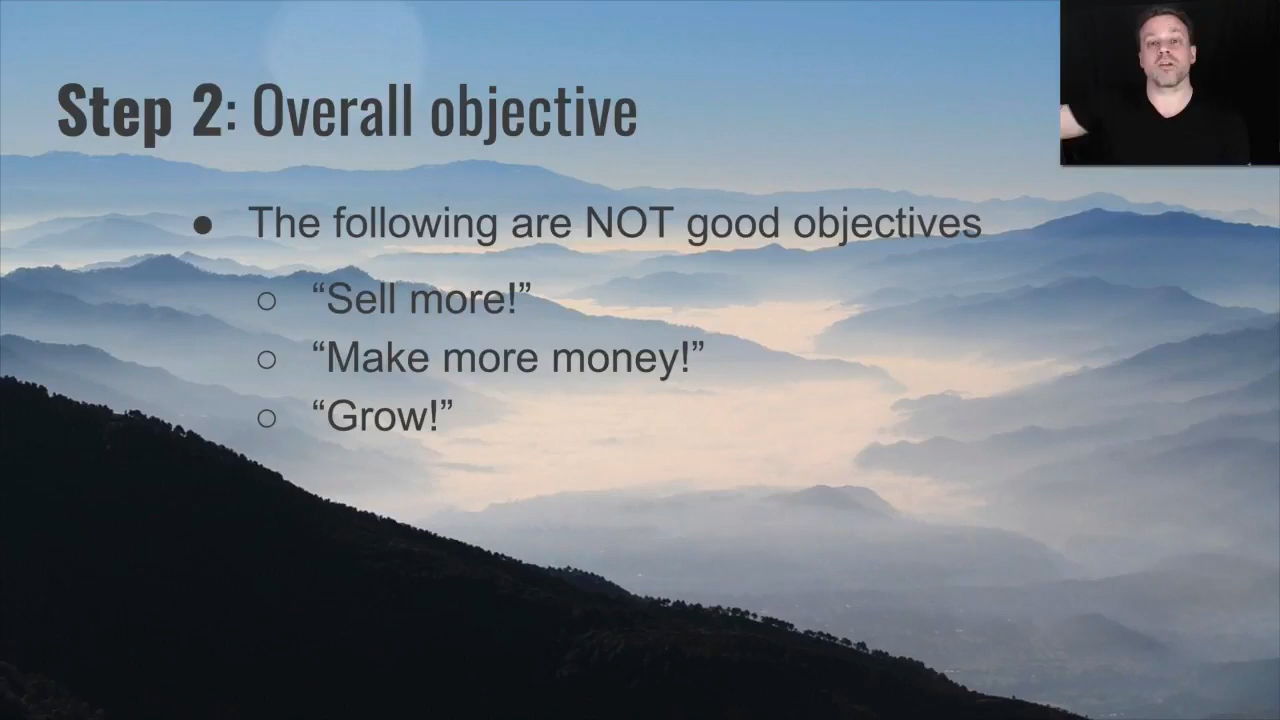 Step 2: Overall objective
● The following are NOT good objectives
○ “Sell more!”
○ “Make more money!”
○ “Grow!”